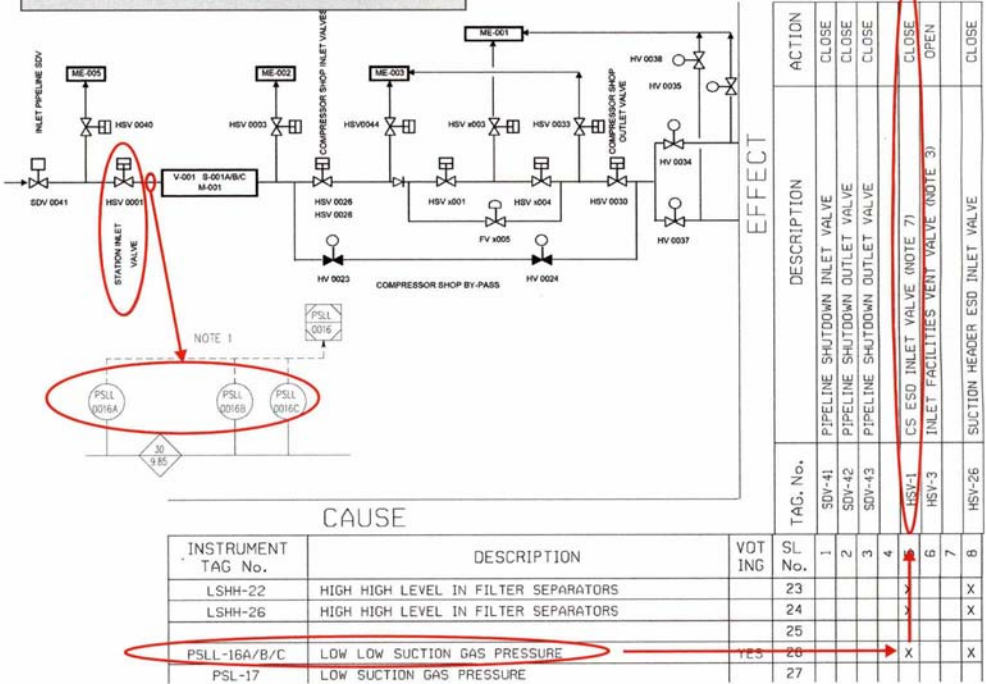 ME-001
HV 0038
HV 0035
ME-005
ME-002
ME-003
INLET PIPELINE SDV
COMPRESSOR SHOP INLET VALVES
COMPRESSOR SHOP
OUTLET VALVE
HSV 0040
HSV 0003
HSV0044
HSV x003
HSV 0033
HV 0034
V-001 S-001A/B/C
M-001
SDV 0041
HSV 0001
HSV 0026
HSV 0028
HSV x001
HSV x004
HSV 0030
FV x005
HV 0037
STATION INLET
VALVE
HV 0023
COMPRESSOR SHOP BY-PASS
HV 0024
NOTE 1
PSLL
0016
PSLL
0016A
PSLL
0016B
PSLL
0016C
30
9.85
EFFECT
TAG. No. DESCRIPTION ACTION
1 SDV-41 PIPELINE SHUTDOWN INLET VALVE CLOSE
2 SDV-42 PIPELINE SHUTDOWN OUTLET VALVE CLOSE
3 SDV-43 PIPELINE SHUTDOWN OUTLET VALVE CLOSE
4
HSV-1 CS ESD INLET VALVE (NOTE 7) CLOSE
6 HSV-3 INLET FACILITIES VENT VALVE (NOTE 3) OPEN
7
8 HSV-26 SUCTION HEADER ESD INLET VALVE CLOSE
CAUSE
INSTRUMENT
TAG No.
DESCRIPTION
VOT
ING
SL
No.
LSHH-22 HIGH HIGH LEVEL IN FILTER SEPARATORS 23 X X
LSHH-26 HIGH HIGH LEVEL IN FILTER SEPARATORS 24 X X
25
PSLL-16A/B/C LOW LOW SUCTION GAS PRESSURE YES 26 X X
PSL-17 LOW SUCTION GAS PRESSURE 27